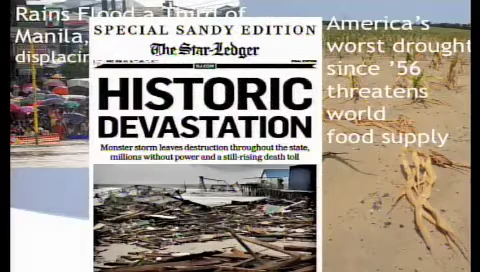 Rains Flood a Third of
Manila,
displacing
SPECIAL SANDY EDITION
The Star-Ledger
HISTORIC
DEVASTATION
Monster storm leaves destruction throughout the state,
millions without power and a still-rising death toll
America's
worst drought
since '56
threatens
world
food supply